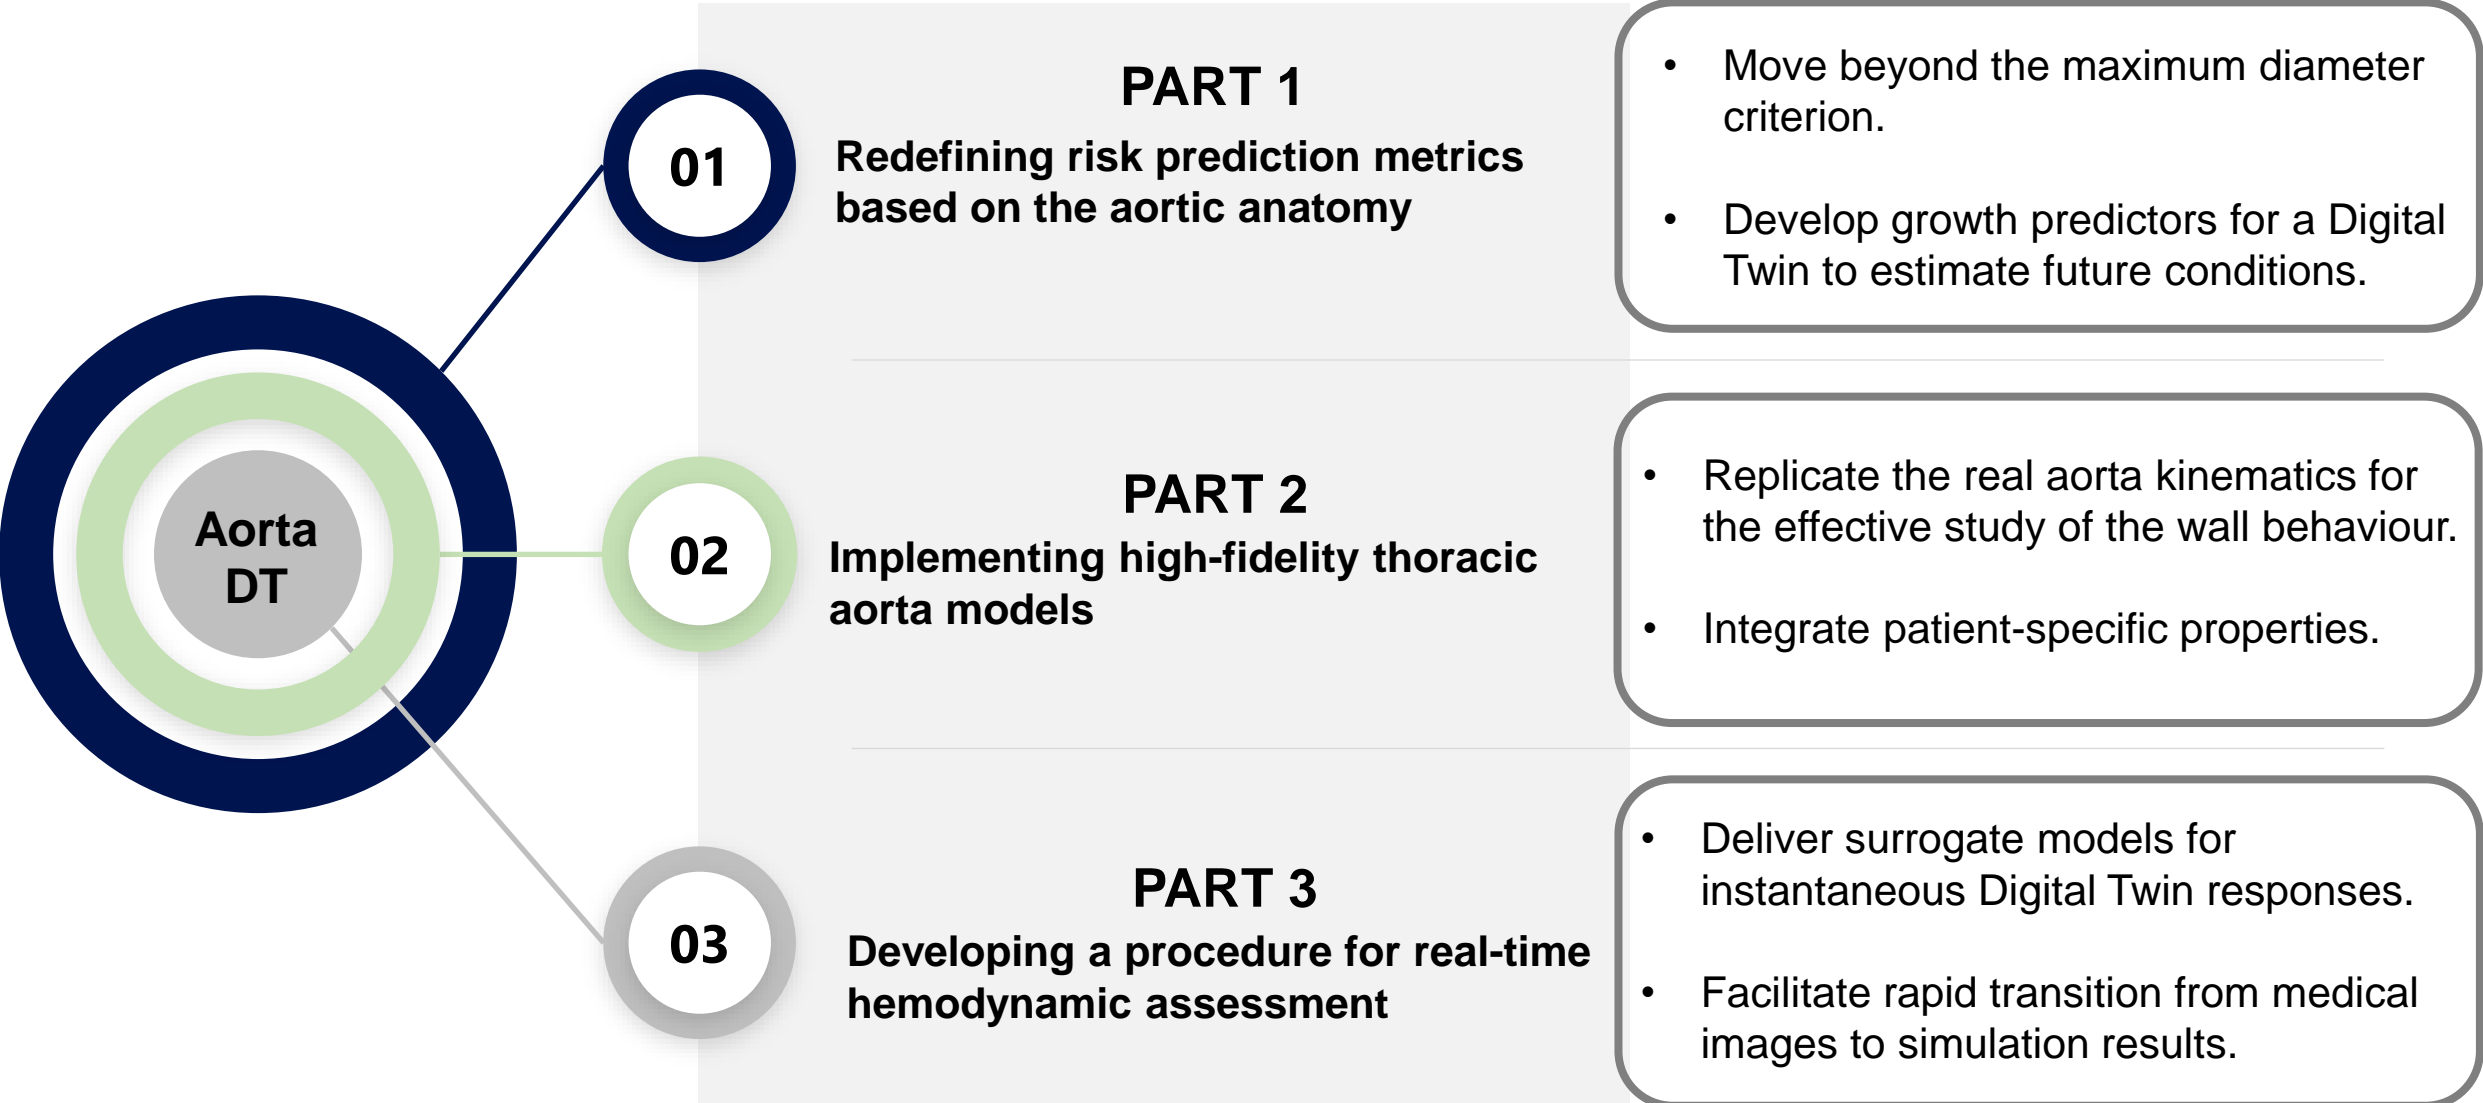 Aorta
DT
01
PART 1
Redefining risk prediction metrics
based on the aortic anatomy
• Move beyond the maximum diameter
criterion.
• Develop growth predictors for a Digital
Twin to estimate future conditions.
02
PART 2
Implementing high-fidelity thoracic
aorta models
• Replicate the real aorta kinematics for
the effective study of the wall behaviour.
• Integrate patient-specific properties.
03
PART 3
Developing a procedure for real-time
hemodynamic assessment
• Deliver surrogate models for
instantaneous Digital Twin responses.
• Facilitate rapid transition from medical
images to simulation results.